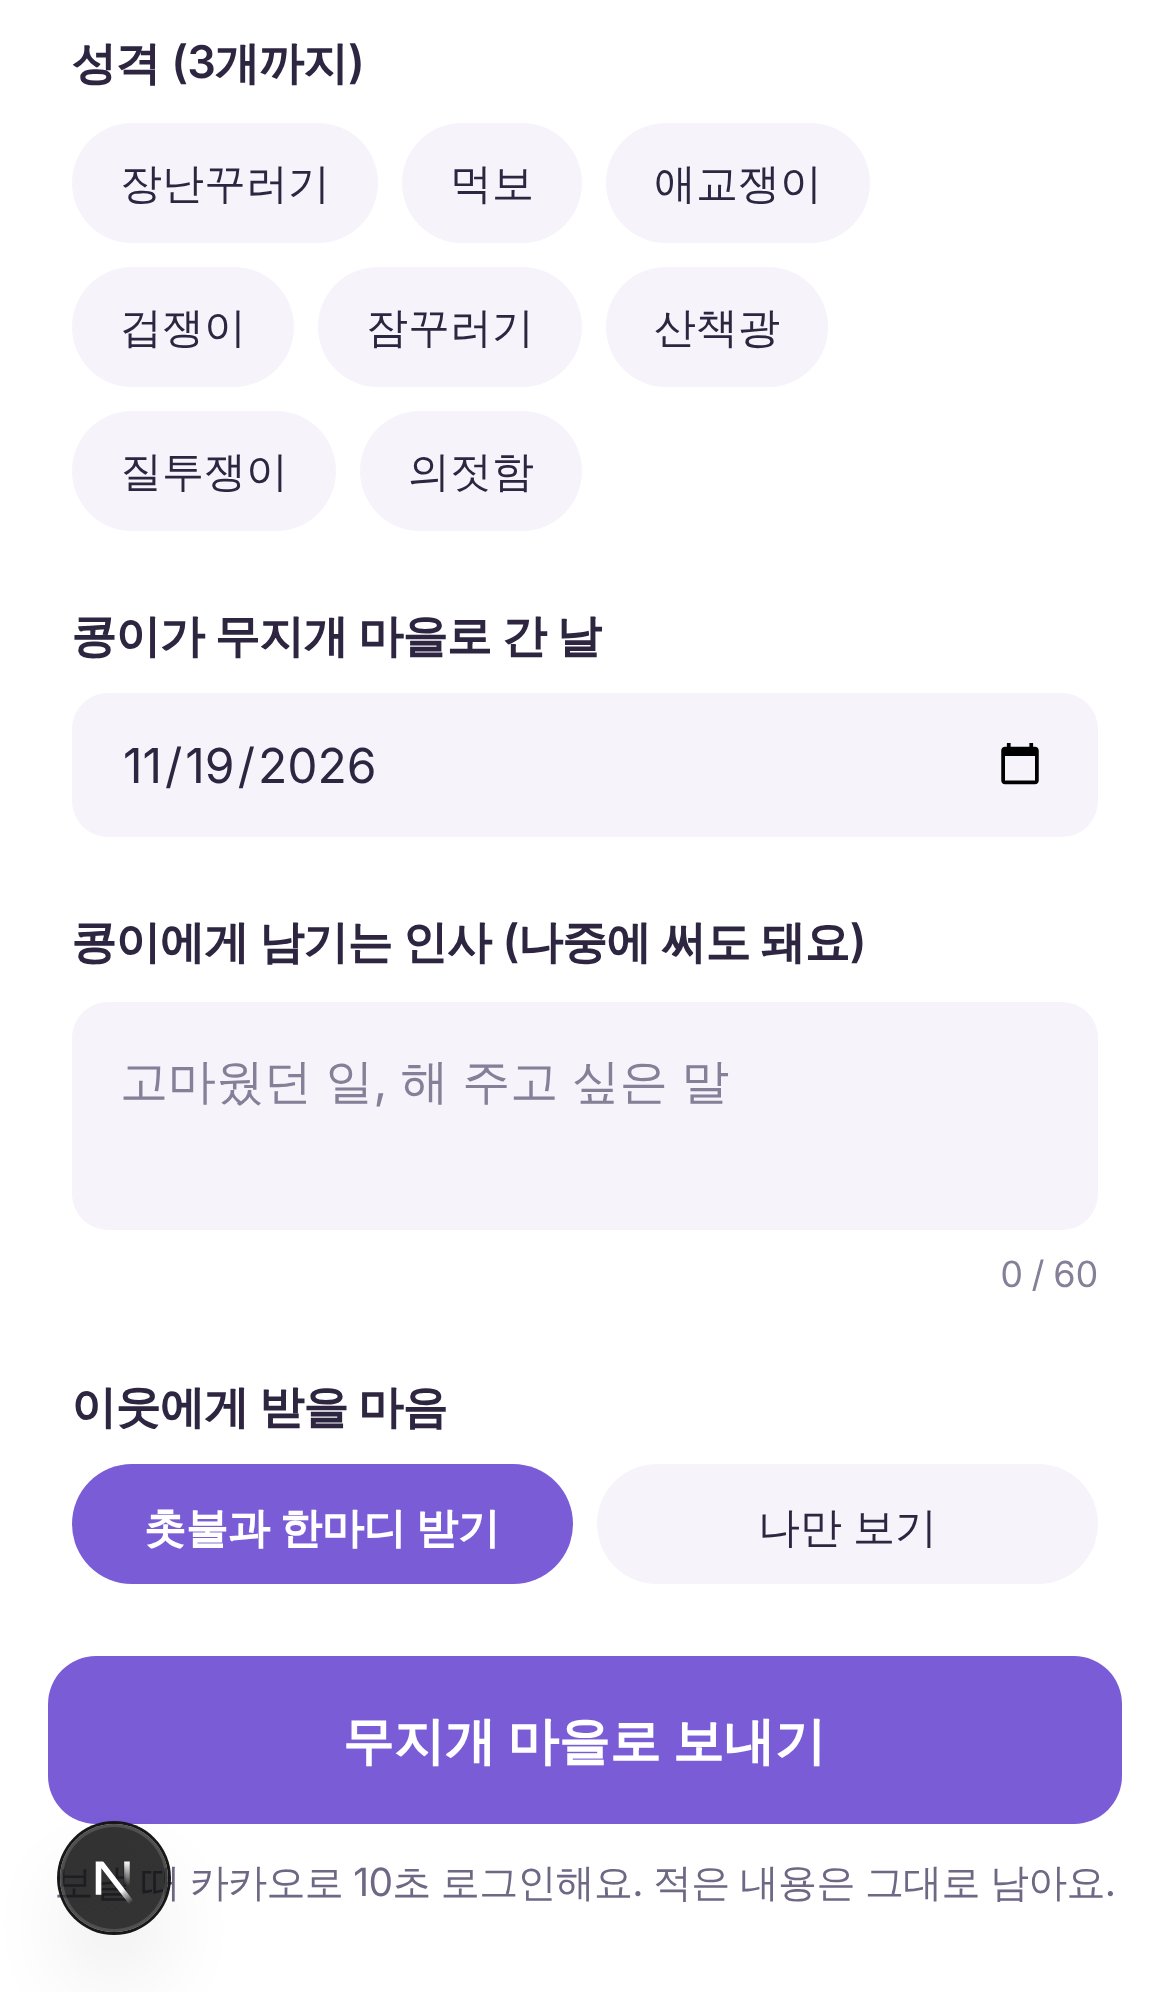 성격 (3개까지)
장난꾸러기 먹보 애교쟁이
겁쟁이 잠꾸러기 산책광
질투쟁이 의젓함
콩이가 무지개 마을로 간 날
11/19/2026
콩이에게 남기는 인사 (나중에 써도 돼요)
고마웠던 일, 해 주고 싶은 말
0 / 60
이웃에게 받을 마음
촛불과 한마디 받기 나만 보기
무지개 마을로 보내기
N
카카오로 10초 로그인해요. 적은 내용은 그대로 남아요.